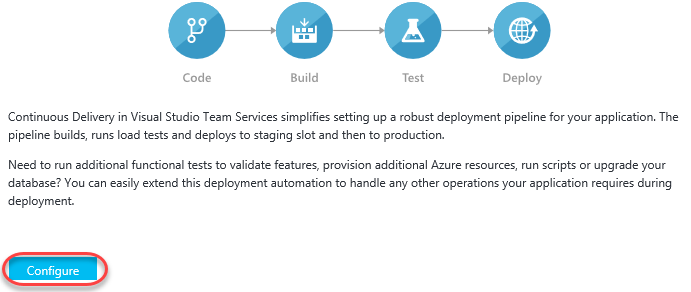 Code Build Test Deploy
Continuous Delivery in Visual Studio Team Services simplifies setting up a robust deployment pipeline for your application. The
pipeline builds, runs load tests and deploys to staging slot and then to production.
Need to run additional functional tests to validate features, provision additional Azure resources, run scripts or upgrade your
database? You can easily extend this deployment automation to handle any other operations your application requires during
deployment.
Configure